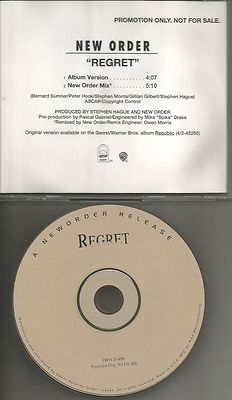 PROMOTION ONLY. NOT FOR SALE.
NEW ORDER
"REGRET"
1 Album Version . . . . . . . . . . 4:07
2 New Order Mix* . . . . . . . . . 5:10
(Bernard Sumner/Peter Hook/Stephen Morris/Gillian Gilbert/Stephen Hague)
ASCAP/Copyright Control
PRODUCED BY STEPHEN HAGUE AND NEW ORDER
Pre-production by Pascal Gabriel/Engineered by Mike "Spike" Drake
*Remixed by New Order/Remix Engineer: Owen Morris
Original version available on the Qwest/Warner Bros. album Republic (4/2-45250)
A NEWORDER RELEASE
REGRET
Promotion Only. Not For Sale.